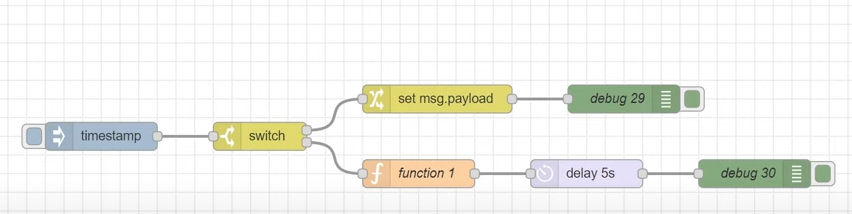 set msg.payload
debug 29
timestamp
switch
function 1
delay 5s
debug 30